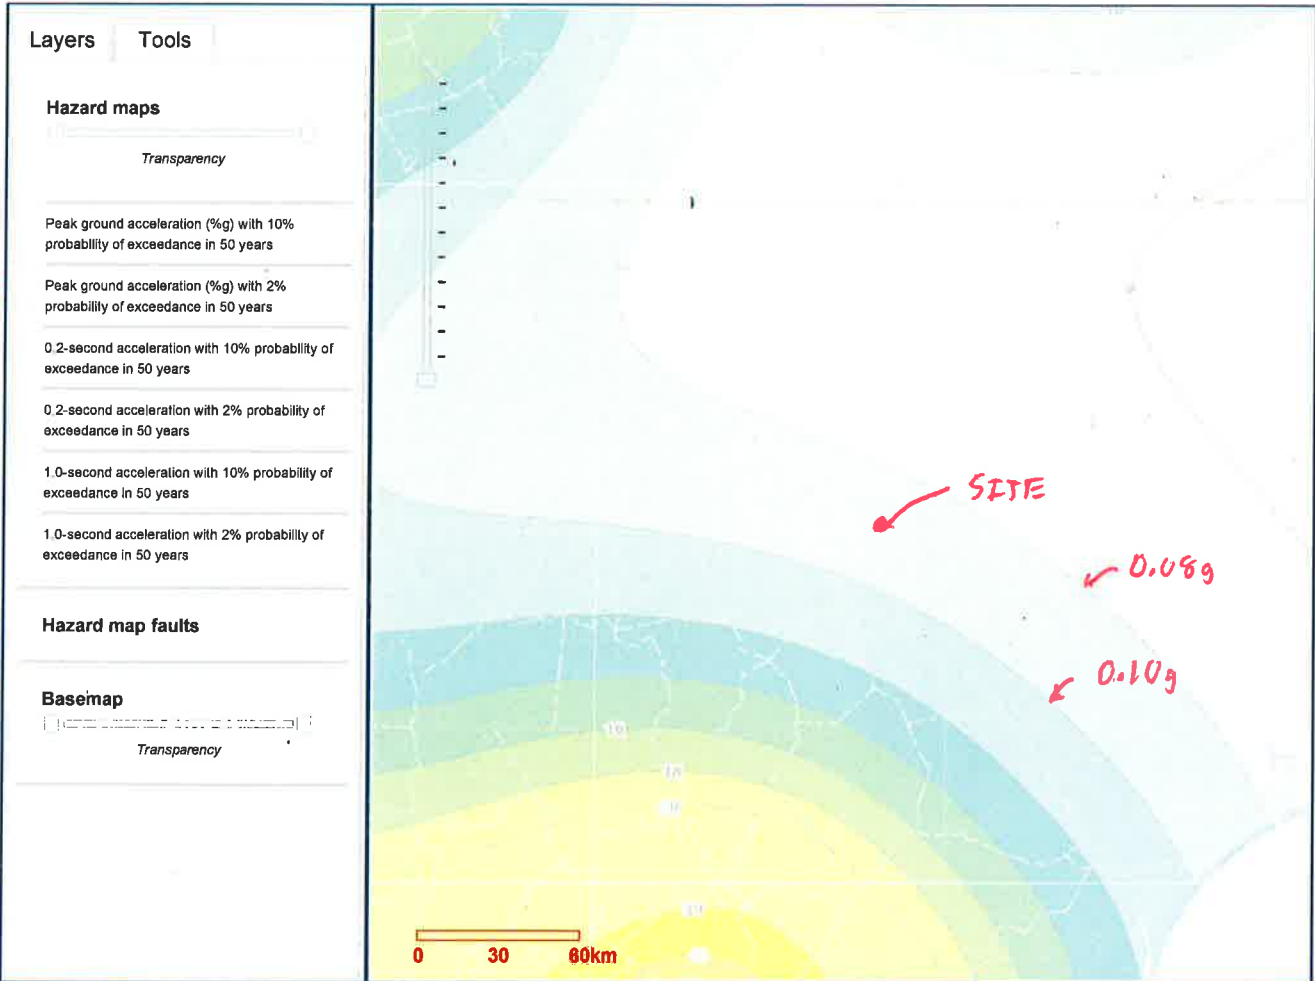 Layers Tools
Hazard maps
Transparency
Peak ground acceleration (%g) with 10%
probability of exceedance in 50 years
Peak ground acceleration (%g) with 2%
probability of exceedance in 50 years
0.2-second acceleration with 10% probability of
exceedance in 50 years
0.2-second acceleration with 2% probability of
exceedance in 50 years
1.0-second acceleration with 10% probability of
exceedance in 50 years
1.0-second acceleration with 2% probability of
exceedance in 50 years
Hazard map faults
Basemap
Transparency
SITE
0.08g
0.10g
16
18
0 30 60km